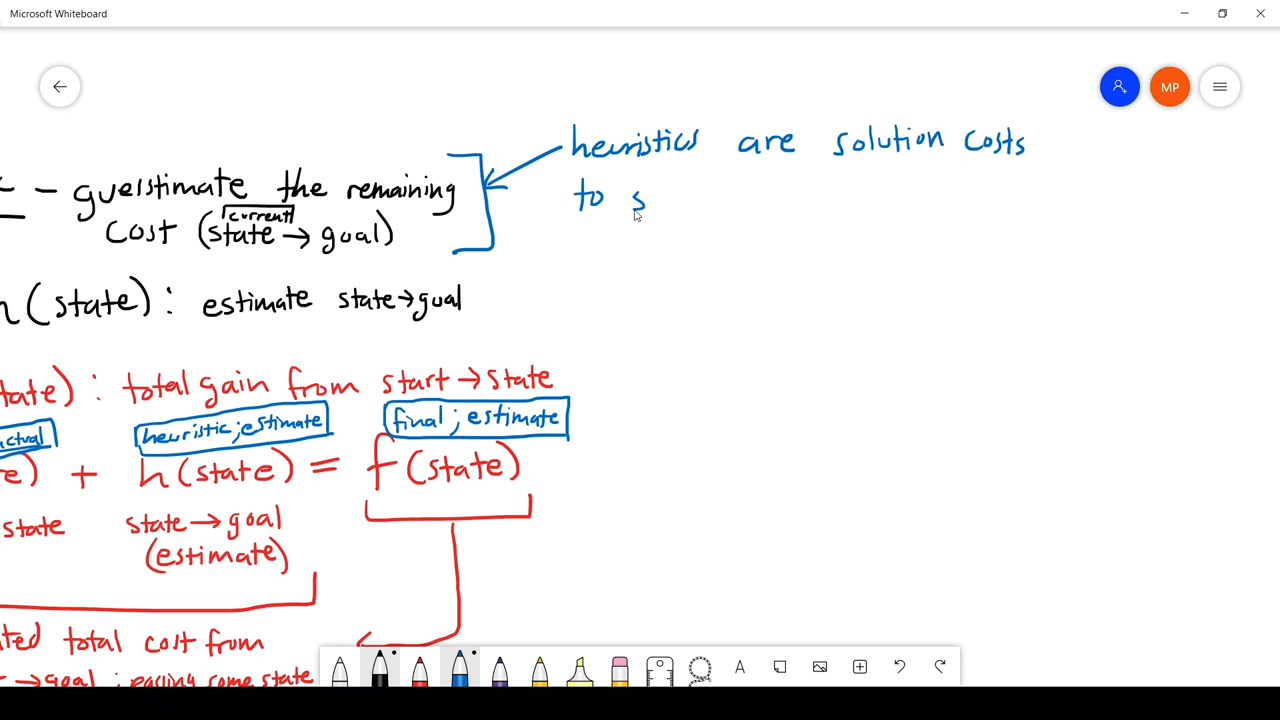 Microsoft Whiteboard
MP
heuristics are solution costs
to s
- guesstimate the remaining
cost (state → goal)
current
h(state): estimate state→goal
tate): total gain from start → state
actual
heuristic; estimate
final; estimate
e) + h(state) = f(state)
state
state → goal
(estimate)
ted total cost from
→goal; passing some state
A